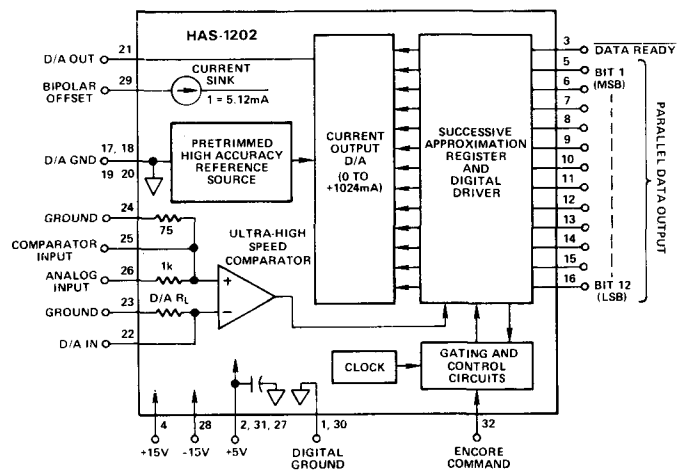 HAS-1202
D/A OUT
21
BIPOLAR
OFFSET
29
CURRENT
SINK
1 = 5.12mA
D/A GND
17, 18
19 20
PRETRIMMED
HIGH ACCURACY
REFERENCE
SOURCE
CURRENT
OUTPUT
D/A
(0 TO
+1024mA)
SUCCESSIVE
APPROXIMATION
REGISTER
AND
DIGITAL
DRIVER
3
DATA READY
5
BIT 1
(MSB)
6
7
8
9
10
11
12
13
14
15
16
BIT 12
(LSB)
PARALLEL DATA OUTPUT
GROUND
24
75
COMPARATOR
INPUT
25
ULTRA-HIGH
SPEED
COMPARATOR
ANALOG
INPUT
26
1k
+
GROUND
23
D/A RL
−
D/A IN
22
CLOCK
GATING AND
CONTROL
CIRCUITS
4
+15V
28
-15V
2, 31, 27
+5V
1, 30
DIGITAL
GROUND
32
ENCORE
COMMAND